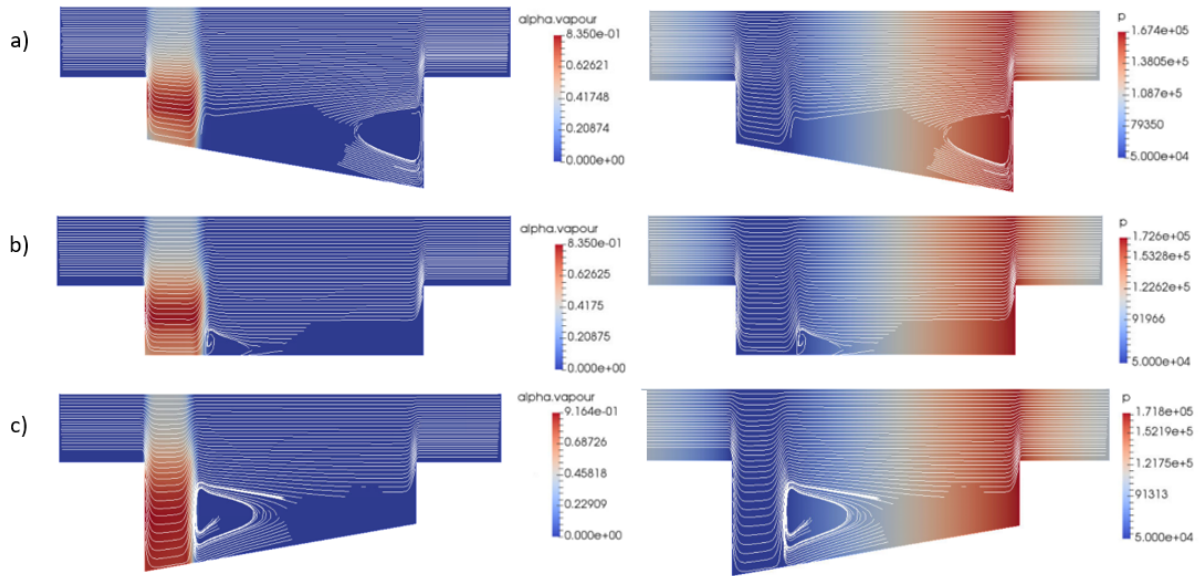 a)
alpha.vapour
8.350e-01
0.62621
0.41748
0.20874
0.000e+00
p
1.674e+05
1.3805e+5
1.087e+5
79350
5.000e+04
b)
alpha.vapour
8.350e-01
0.62625
0.4175
0.20875
0.000e+00
p
1.726e+05
1.5328e+5
1.2262e+5
91966
5.000e+04
c)
alpha.vapour
9.164e-01
0.68726
0.45818
0.22909
0.000e+00
p
1.718e+05
1.5219e+5
1.2175e+5
91313
5.000e+04